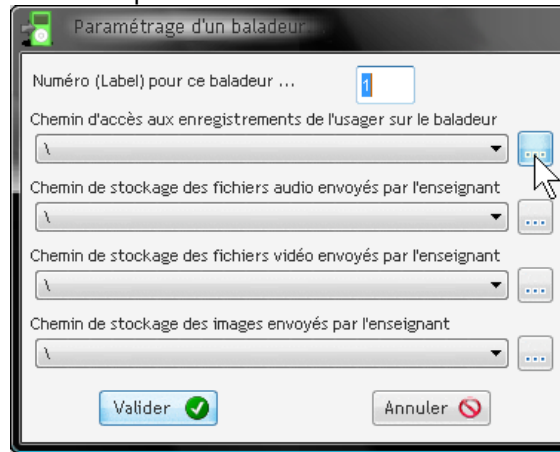 Paramétrage d'un baladeur...
Numéro (Label) pour ce baladeur ...
1
Chemin d'accès aux enregistrements de l'usager sur le baladeur
\
...
Chemin de stockage des fichiers audio envoyés par l'enseignant
\
...
Chemin de stockage des fichiers vidéo envoyés par l'enseignant
\
...
Chemin de stockage des images envoyés par l'enseignant
\
...
Valider
Annuler